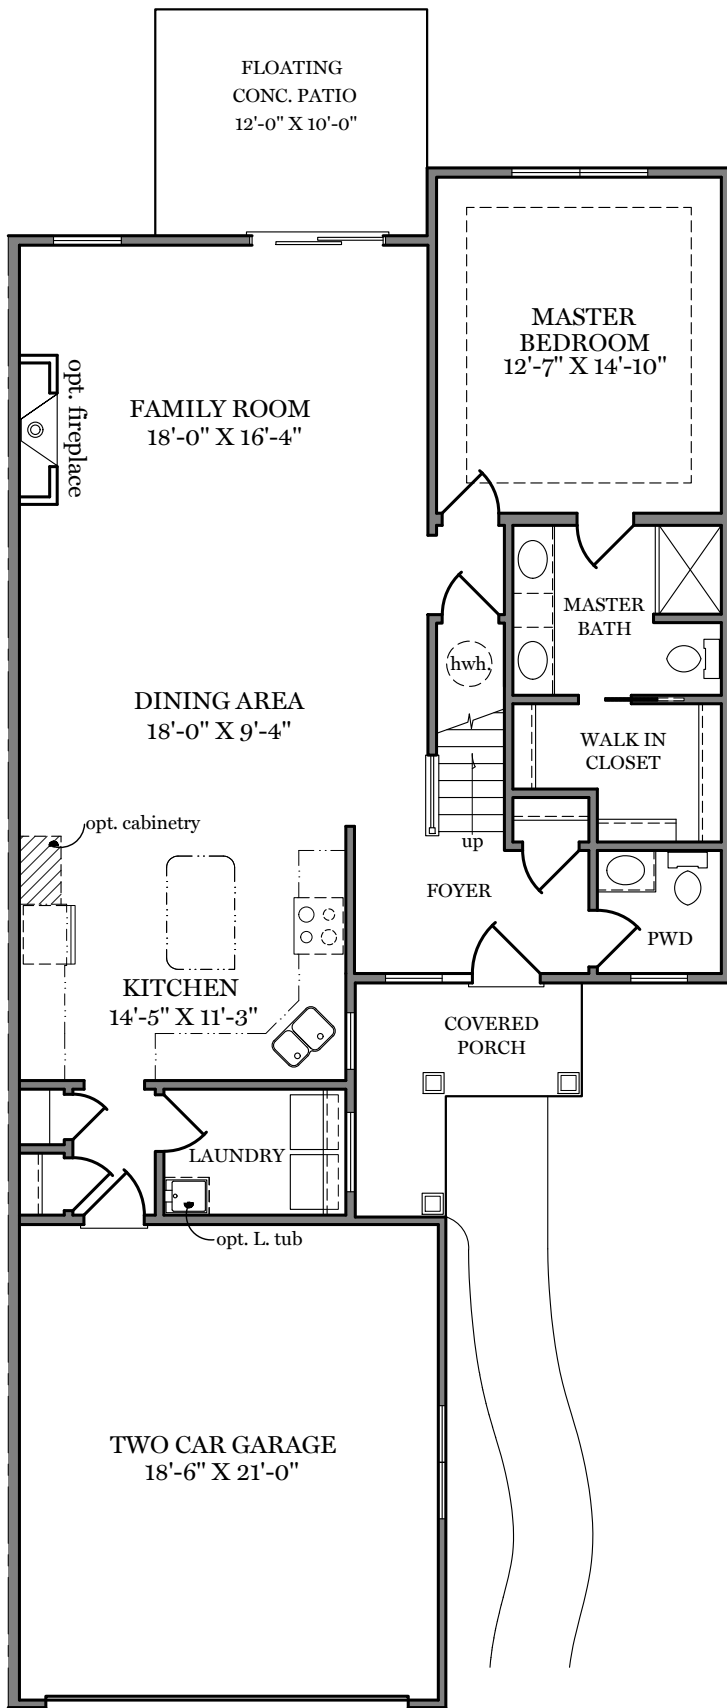 FLOATING
CONC. PATIO
12'-0" X 10'-0"
MASTER
BEDROOM
12'-7" X 14'-10"
opt. fireplace
FAMILY ROOM
18'-0" X 16'-4"
MASTER
BATH
hwh.
DINING AREA
18'-0" X 9'-4"
WALK IN
CLOSET
opt. cabinetry
up
FOYER
PWD
KITCHEN
14'-5" X 11'-3"
COVERED
PORCH
LAUNDRY
opt. L. tub
TWO CAR GARAGE
18'-6" X 21'-0"